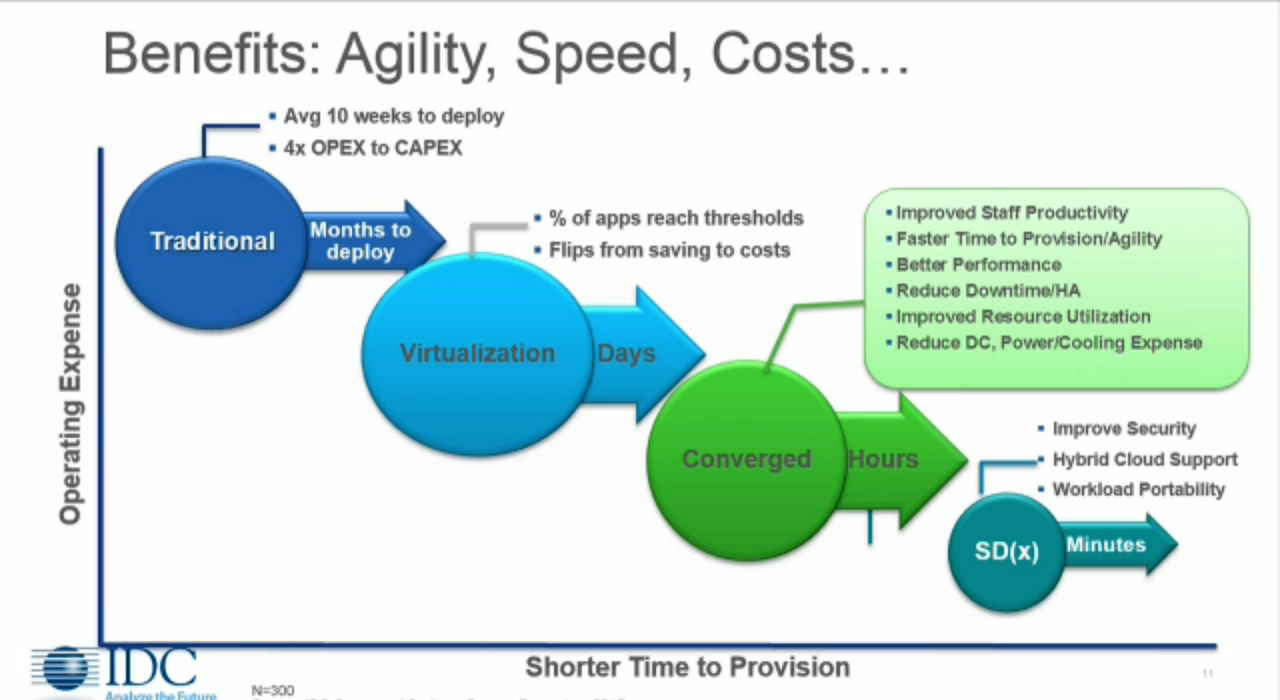 Benefits: Agility, Speed, Costs…
▪ Avg 10 weeks to deploy
▪ 4x OPEX to CAPEX
Traditional
Months to
deploy
▪ % of apps reach thresholds
▪ Flips from saving to costs
Virtualization
Days
▪ Improved Staff Productivity
▪ Faster Time to Provision/Agility
▪ Better Performance
▪ Reduce Downtime/HA
▪ Improved Resource Utilization
▪ Reduce DC, Power/Cooling Expense
Converged
Hours
▪ Improve Security
▪ Hybrid Cloud Support
▪ Workload Portability
SD(x)
Minutes
Operating Expense
Shorter Time to Provision
IDC
Analyze the Future
N=300
11